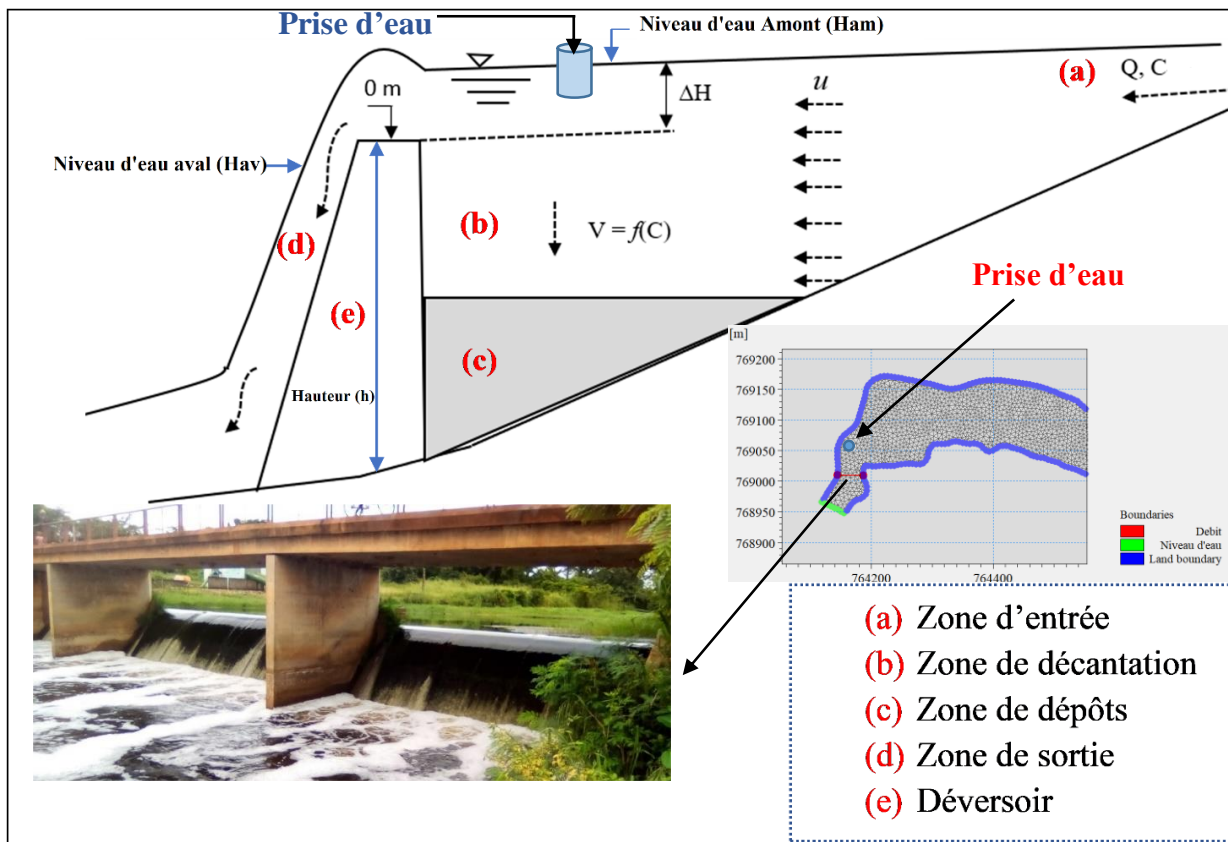 Prise d'eau
Niveau d'eau Amont (Ham)
(a)
Q, C
u
ΔH
0 m
Niveau d'eau aval (Hav)
(b)
V = f(C)
(d)
(e)
(c)
Hauteur (h)
Prise d'eau
[m]
769200
769150
769100
769050
769000
768950
768900
764200
764400
Boundaries
Debit
Niveau d'eau
Land boundary
(a) Zone d'entrée
(b) Zone de décantation
(c) Zone de dépôts
(d) Zone de sortie
(e) Déversoir